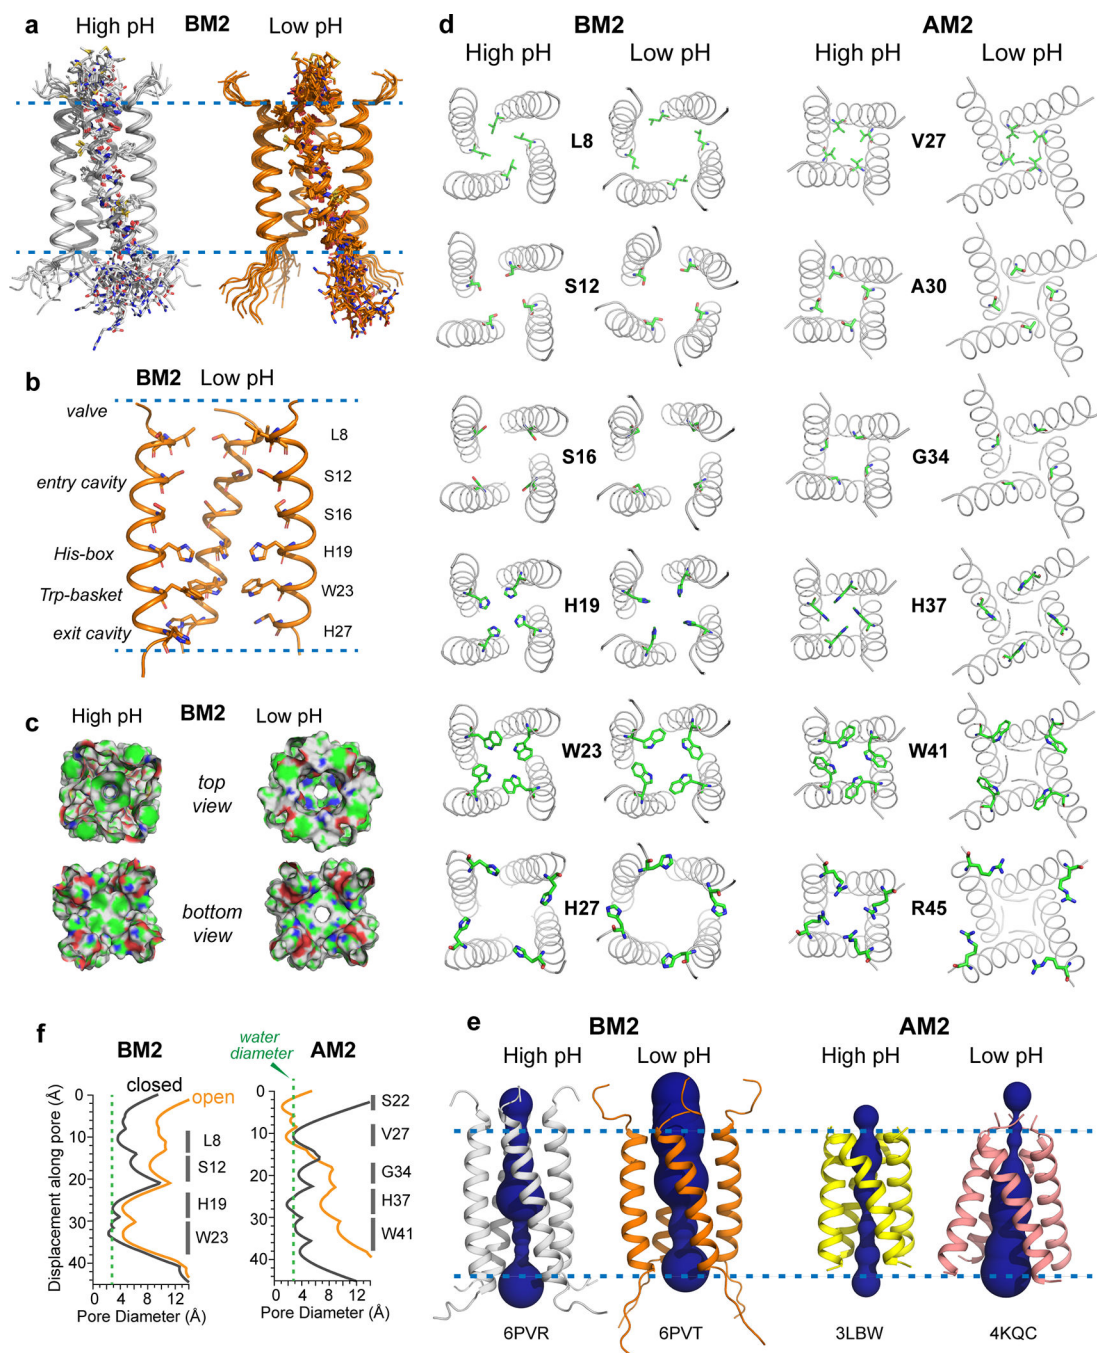 a
BM2
High pH
Low pH
b
BM2
Low pH
valve
entry cavity
His-box
Trp-basket
exit cavity
L8
S12
S16
H19
W23
H27
c
BM2
High pH
Low pH
top
view
bottom
view
d
BM2
AM2
High pH
Low pH
High pH
Low pH
L8
V27
S12
A30
S16
G34
H19
H37
W23
W41
H27
R45
e
BM2
AM2
High pH
Low pH
High pH
Low pH
6PVR
6PVT
3LBW
4KQC
f
BM2
water
diameter
AM2
closed
open
Displacement along pore (Å)
0
10
20
30
40
L8
S12
H19
W23
0 4 8 12
Pore Diameter (Å)
0
10
20
30
40
S22
V27
G34
H37
W41
0 4 8 12
Pore Diameter (Å)